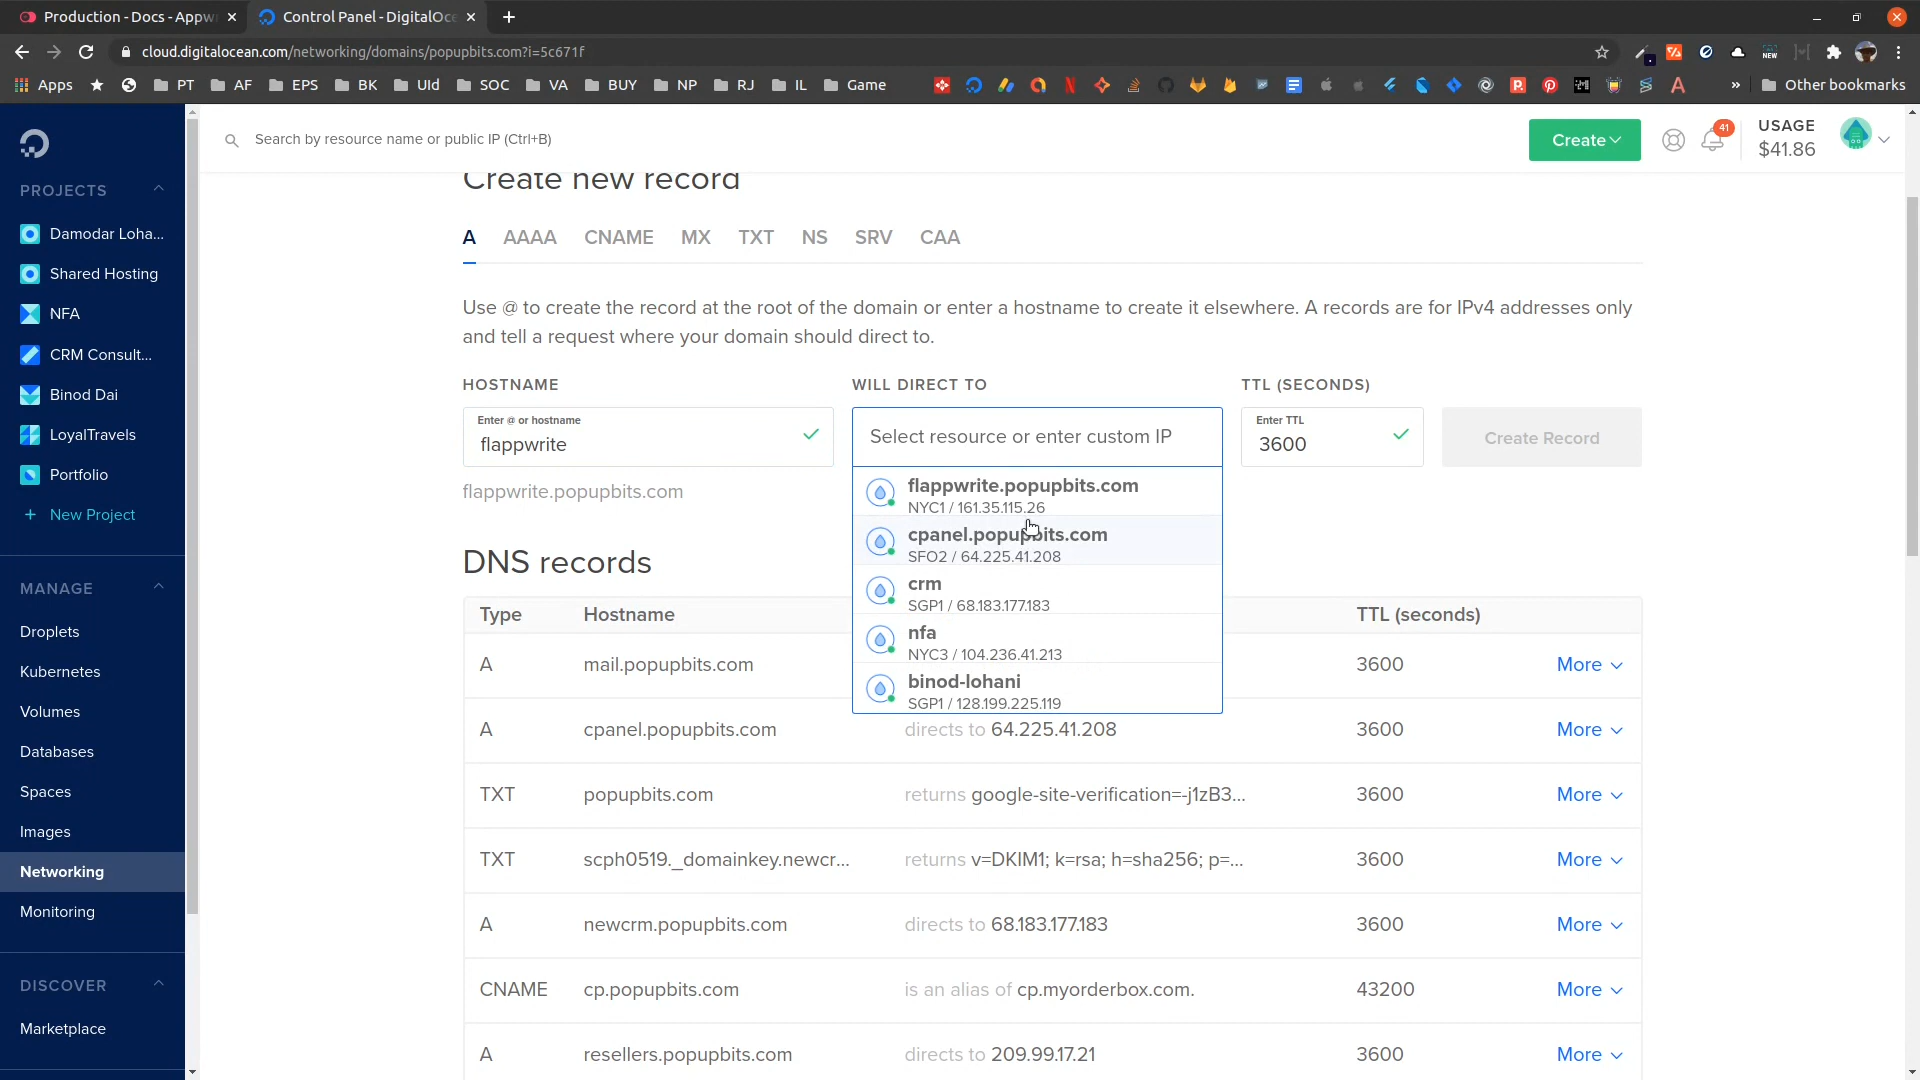 Production - Docs - Appw
Control Panel - DigitalOce
cloud.digitalocean.com/networking/domains/popupbits.com?i=5c671f
Apps
PT
AF
EPS
BK
UId
SOC
VA
BUY
NP
RJ
IL
Game
NEW
Other bookmarks
Search by resource name or public IP (Ctrl+B)
Create
41
USAGE
$41.86
PROJECTS
Damodar Loha...
Shared Hosting
NFA
CRM Consult...
Binod Dai
LoyalTravels
Portfolio
+ New Project
MANAGE
Droplets
Kubernetes
Volumes
Databases
Spaces
Images
Networking
Monitoring
DISCOVER
Marketplace
Create new record
A AAAA CNAME MX TXT NS SRV CAA
Use @ to create the record at the root of the domain or enter a hostname to create it elsewhere. A records are for IPv4 addresses only
and tell a request where your domain should direct to.
HOSTNAME
Enter @ or hostname
flappwrite
flappwrite.popupbits.com
WILL DIRECT TO
Select resource or enter custom IP
flappwrite.popupbits.com
NYC1 / 161.35.115.26
cpanel.popupbits.com
SFO2 / 64.225.41.208
crm
SGP1 / 68.183.177.183
nfa
NYC3 / 104.236.41.213
binod-lohani
SGP1 / 128.199.225.119
TTL (SECONDS)
Enter TTL
3600
Create Record
DNS records
Type Hostname TTL (seconds)
A mail.popupbits.com 3600 More
A cpanel.popupbits.com directs to 64.225.41.208 3600 More
TXT popupbits.com returns google-site-verification=-j1zB3... 3600 More
TXT scph0519._domainkey.newcr... returns v=DKIM1; k=rsa; h=sha256; p=... 3600 More
A newcrm.popupbits.com directs to 68.183.177.183 3600 More
CNAME cp.popupbits.com is an alias of cp.myorderbox.com. 43200 More
A resellers.popupbits.com directs to 209.99.17.21 3600 More